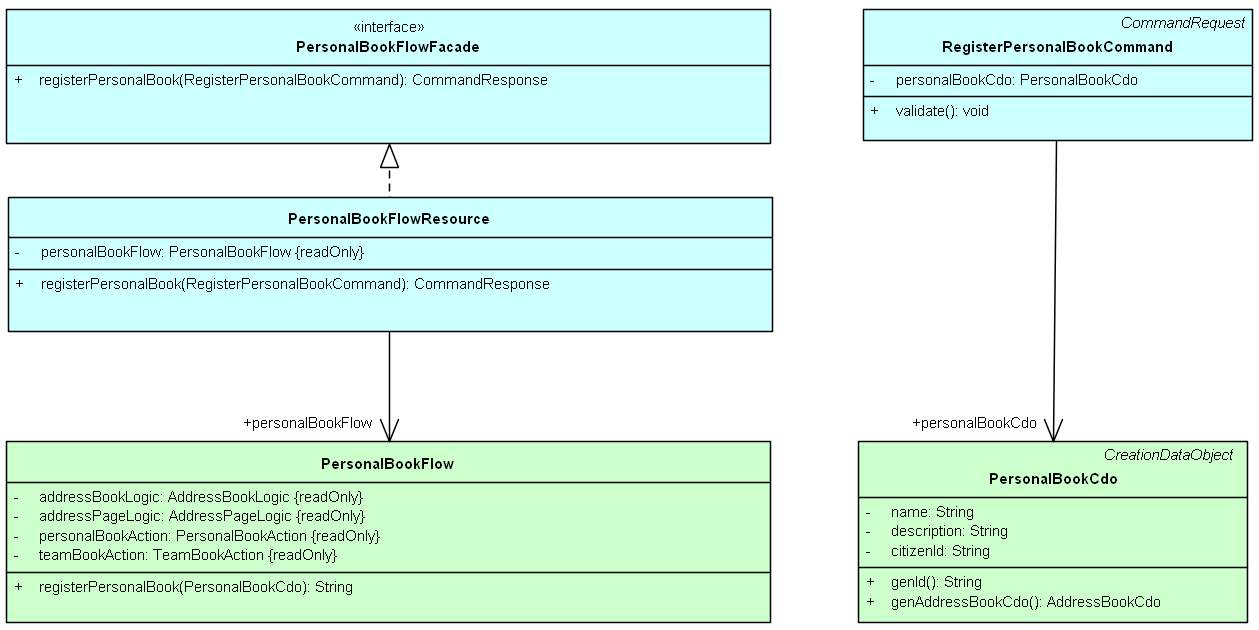 «interface»
PersonalBookFlowFacade
+ registerPersonalBook(RegisterPersonalBookCommand): CommandResponse
CommandRequest
RegisterPersonalBookCommand
- personalBookCdo: PersonalBookCdo
+ validate(): void
PersonalBookFlowResource
- personalBookFlow: PersonalBookFlow {readOnly}
+ registerPersonalBook(RegisterPersonalBookCommand): CommandResponse
+personalBookFlow
+personalBookCdo
PersonalBookFlow
- addressBookLogic: AddressBookLogic {readOnly}
- addressPageLogic: AddressPageLogic {readOnly}
- personalBookAction: PersonalBookAction {readOnly}
- teamBookAction: TeamBookAction {readOnly}
+ registerPersonalBook(PersonalBookCdo): String
CreationDataObject
PersonalBookCdo
- name: String
- description: String
- citizenId: String
+ genId(): String
+ genAddressBookCdo(): AddressBookCdo